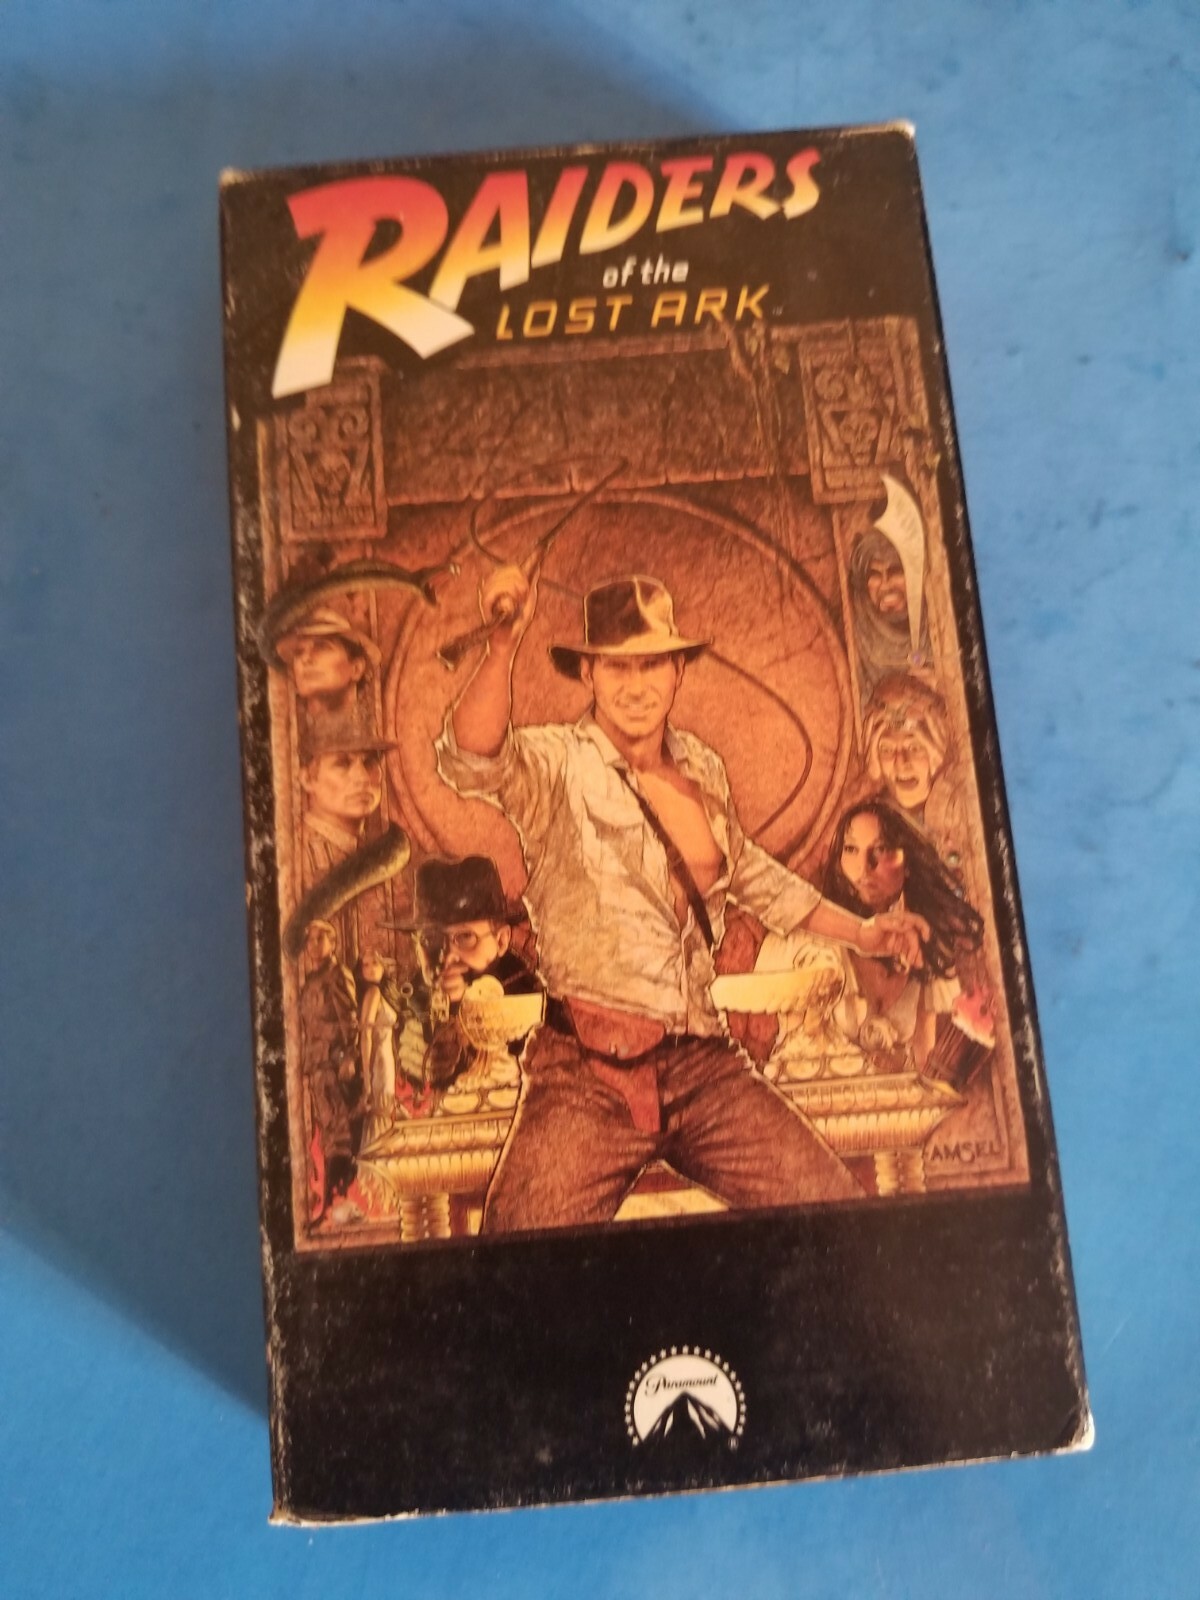 RAIDERS
of the
LOST ARK
AMSEL
Paramount
®